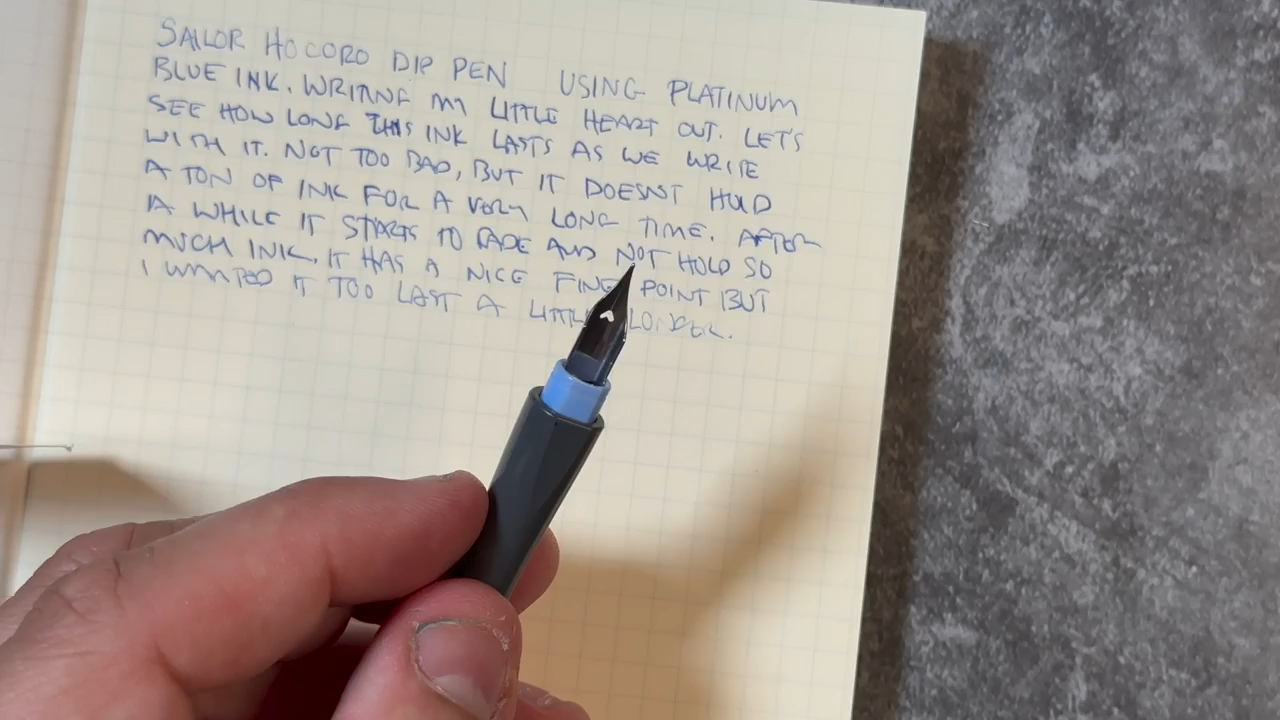 SAILOR HOCORO DIP PEN USING PLATINUM
BLUE INK. WRITING MY LITTLE HEART OUT. LET'S
SEE HOW LONG THIS INK LASTS AS WE WRITE
WITH IT. NOT TOO BAD, BUT IT DOESNT HOLD
A TON OF INK FOR A VERY LONG TIME. AFTER
A WHILE IT STARTS TO FADE AND NOT HOLD SO
MUCH INK. IT HAS A NICE FINE POINT BUT
I WANTED IT TOO LAST A LITTLE LONGER.